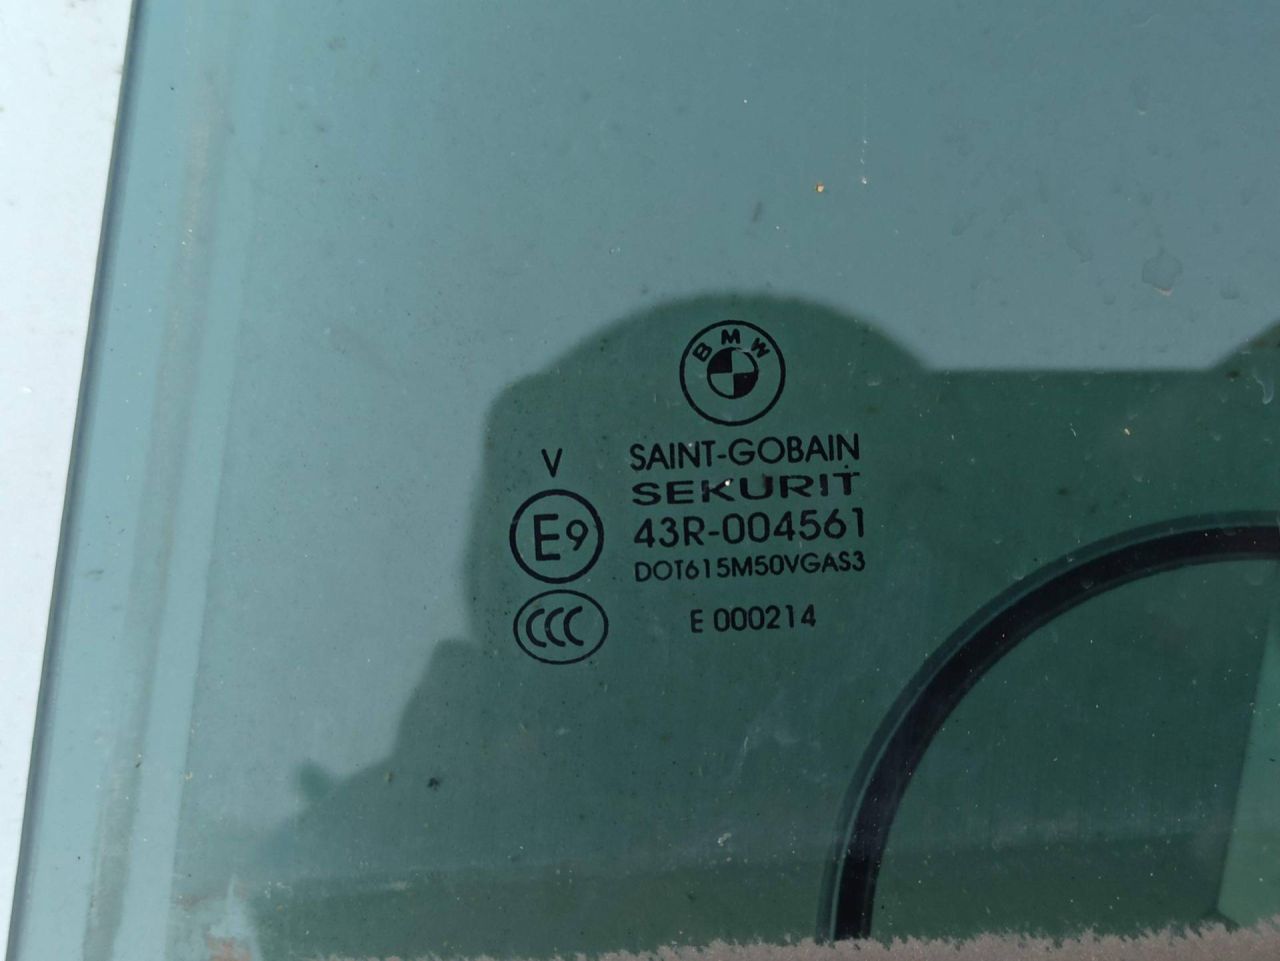 BMW
SAINT-GOBAIN
V
SEKURIT
E9
43R-004561
DOT615M50VGAS3
CCC
E 000214